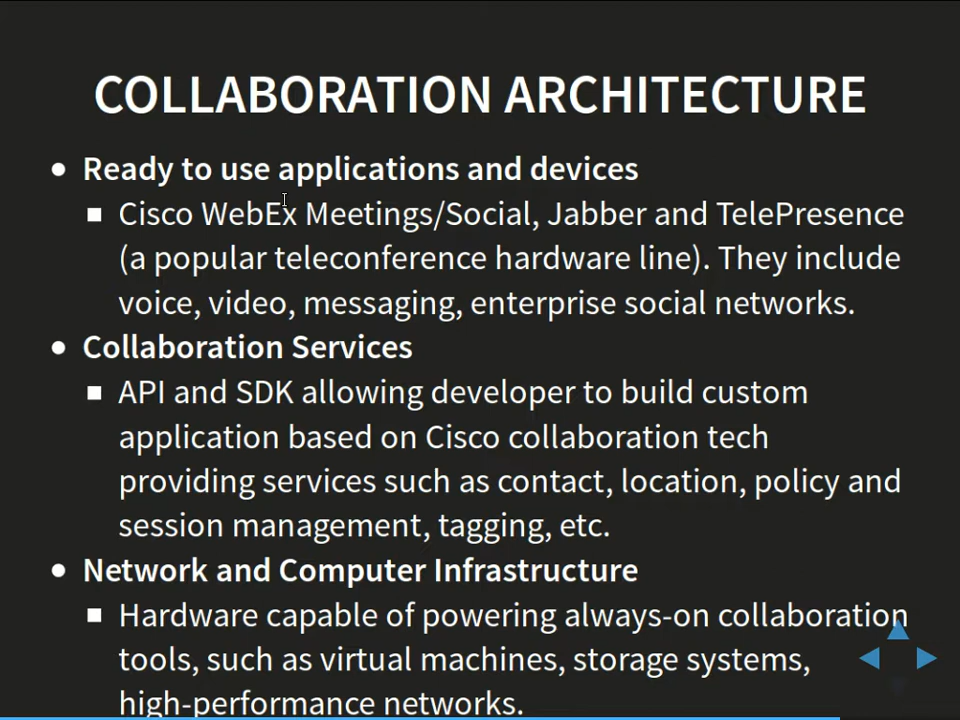 COLLABORATION ARCHITECTURE
• Ready to use applications and devices
▪ Cisco WebEx Meetings/Social, Jabber and TelePresence
(a popular teleconference hardware line). They include
voice, video, messaging, enterprise social networks.
• Collaboration Services
▪ API and SDK allowing developer to build custom
application based on Cisco collaboration tech
providing services such as contact, location, policy and
session management, tagging, etc.
• Network and Computer Infrastructure
▪ Hardware capable of powering always-on collaboration
tools, such as virtual machines, storage systems,
high-performance networks.